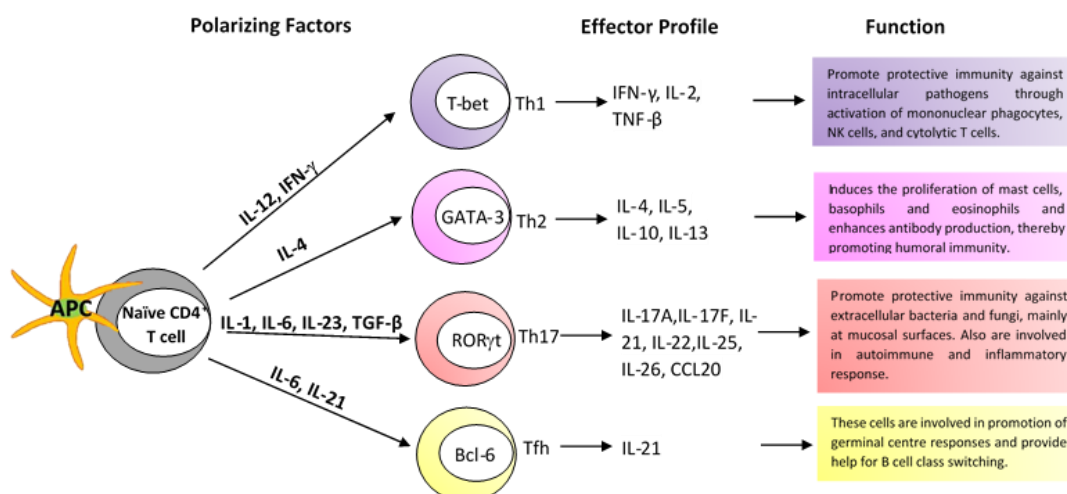 Polarizing Factors
Effector Profile
Function
APC
Naïve CD4⁺
T cell
IL-12, IFN-γ
T-bet
Th1
IFN-γ, IL-2,
TNF-β
Promote protective immunity against
intracellular pathogens through
activation of mononuclear phagocytes,
NK cells, and cytolytic T cells.
IL-4
GATA-3
Th2
IL-4, IL-5,
IL-10, IL-13
Induces the proliferation of mast cells,
basophils and eosinophils and
enhances antibody production, thereby
promoting humoral immunity.
IL-1, IL-6, IL-23, TGF-β
RORγt
Th17
IL-17A,IL-17F, IL-
21, IL-22,IL-25,
IL-26, CCL20
Promote protective immunity against
extracellular bacteria and fungi, mainly
at mucosal surfaces. Also are involved
in autoimmune and inflammatory
response.
IL-6, IL-21
Bcl-6
Tfh
IL-21
These cells are involved in promotion of
germinal centre responses and provide
help for B cell class switching.